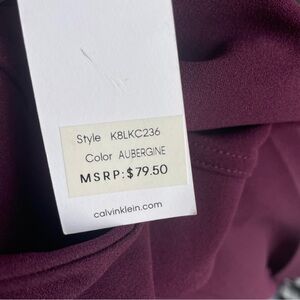 Style K8LKC236
Color AUBERGINE
MSRP:$79.50
calvinklein.com